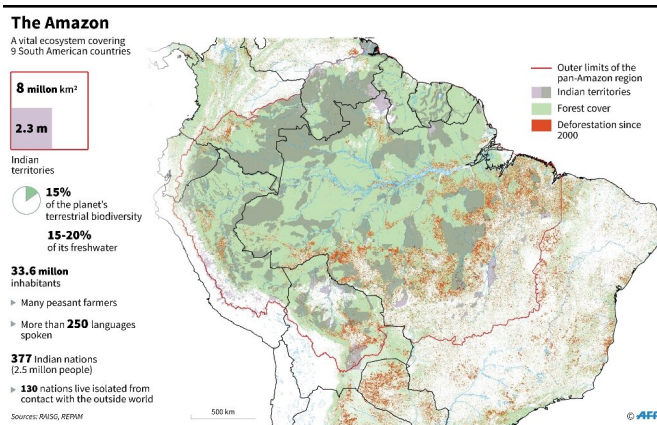 The Amazon
A vital ecosystem covering
9 South American countries
8 millon km²
2.3 m
Indian
territories
15%
of the planet's
terrestrial biodiversity
15-20%
of its freshwater
33.6 millon
inhabitants
Many peasant farmers
More than 250 languages
spoken
377 Indian nations
(2.5 million people)
130 nations live isolated from
contact with the outside world
Sources: RAISG, REPAM
500 km
Outer limits of the
pan-Amazon region
Indian territories
Forest cover
Deforestation since
2000
© AFP